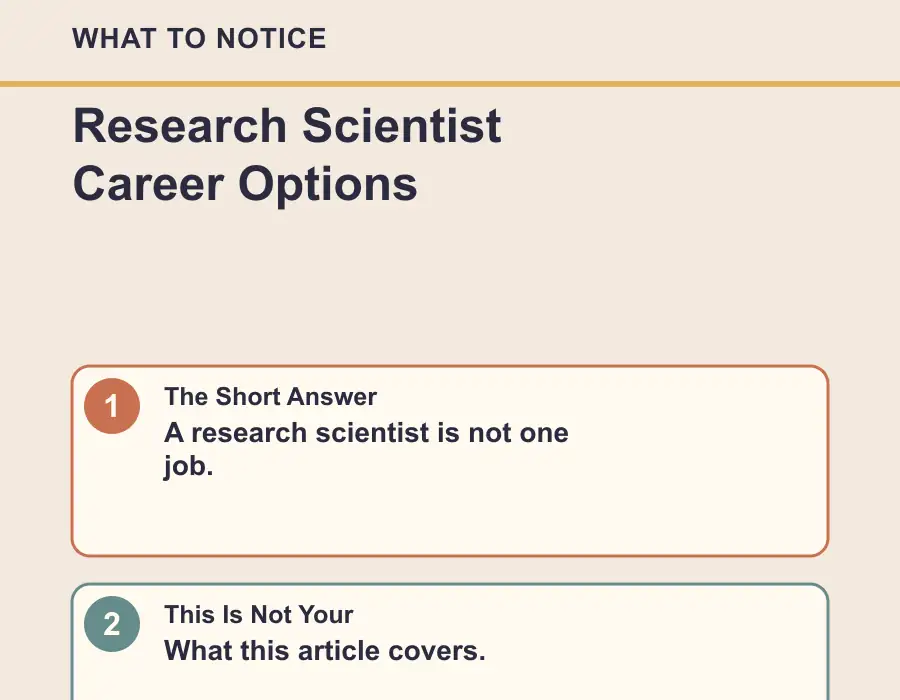 WHAT TO NOTICE
Research Scientist
Career Options
1
The Short Answer
A research scientist is not one
job.
2
This Is Not Your
What this article covers.